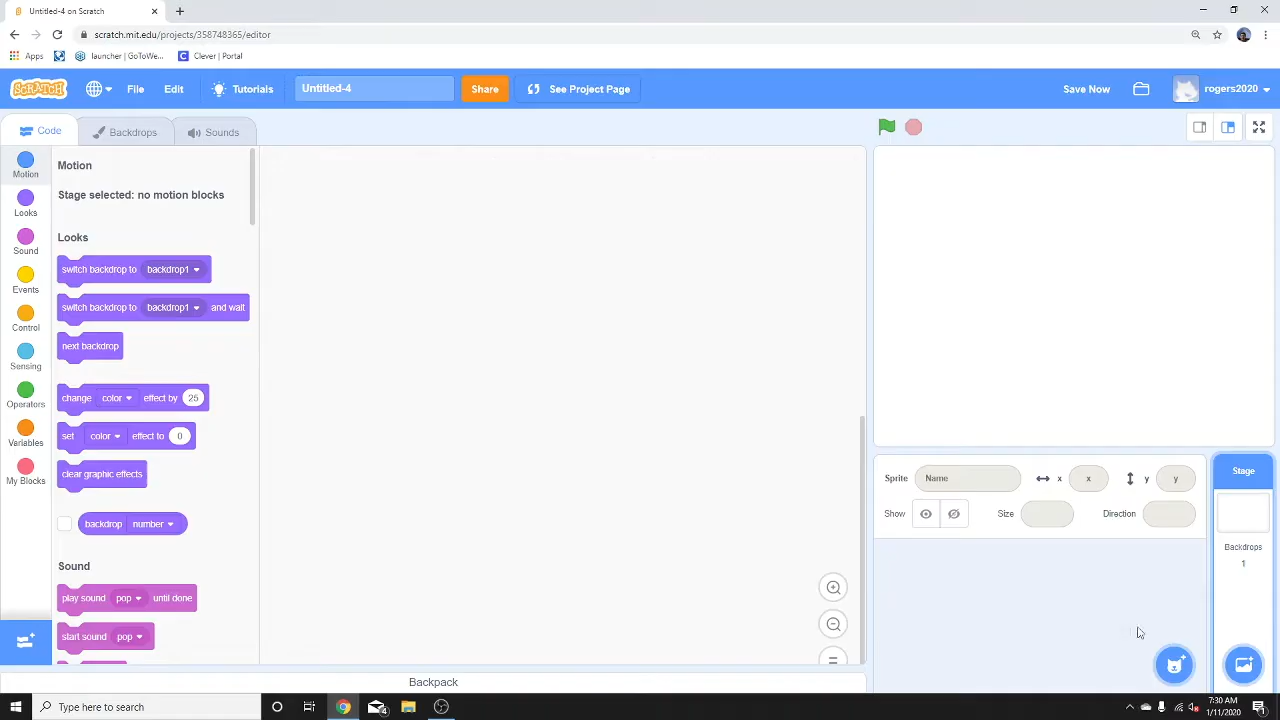 Untitled-4 on Scratch
scratch.mit.edu/projects/358748365/editor
Apps launcher | GoToWe... Clever | Portal
SCRATCH File Edit Tutorials Untitled-4 Share See Project Page Save Now rogers2020
Code Backdrops Sounds
Motion
Looks
Sound
Events
Control
Sensing
Operators
Variables
My Blocks
Motion
Stage selected: no motion blocks
Looks
switch backdrop to backdrop1
switch backdrop to backdrop1 and wait
next backdrop
change color effect by 25
set color effect to 0
clear graphic effects
backdrop number
Sound
play sound pop until done
start sound pop
Backpack
Sprite Name x x y y
Show Size Direction
Stage
Backdrops
1
Type here to search
4
7:30 AM
1/11/2020